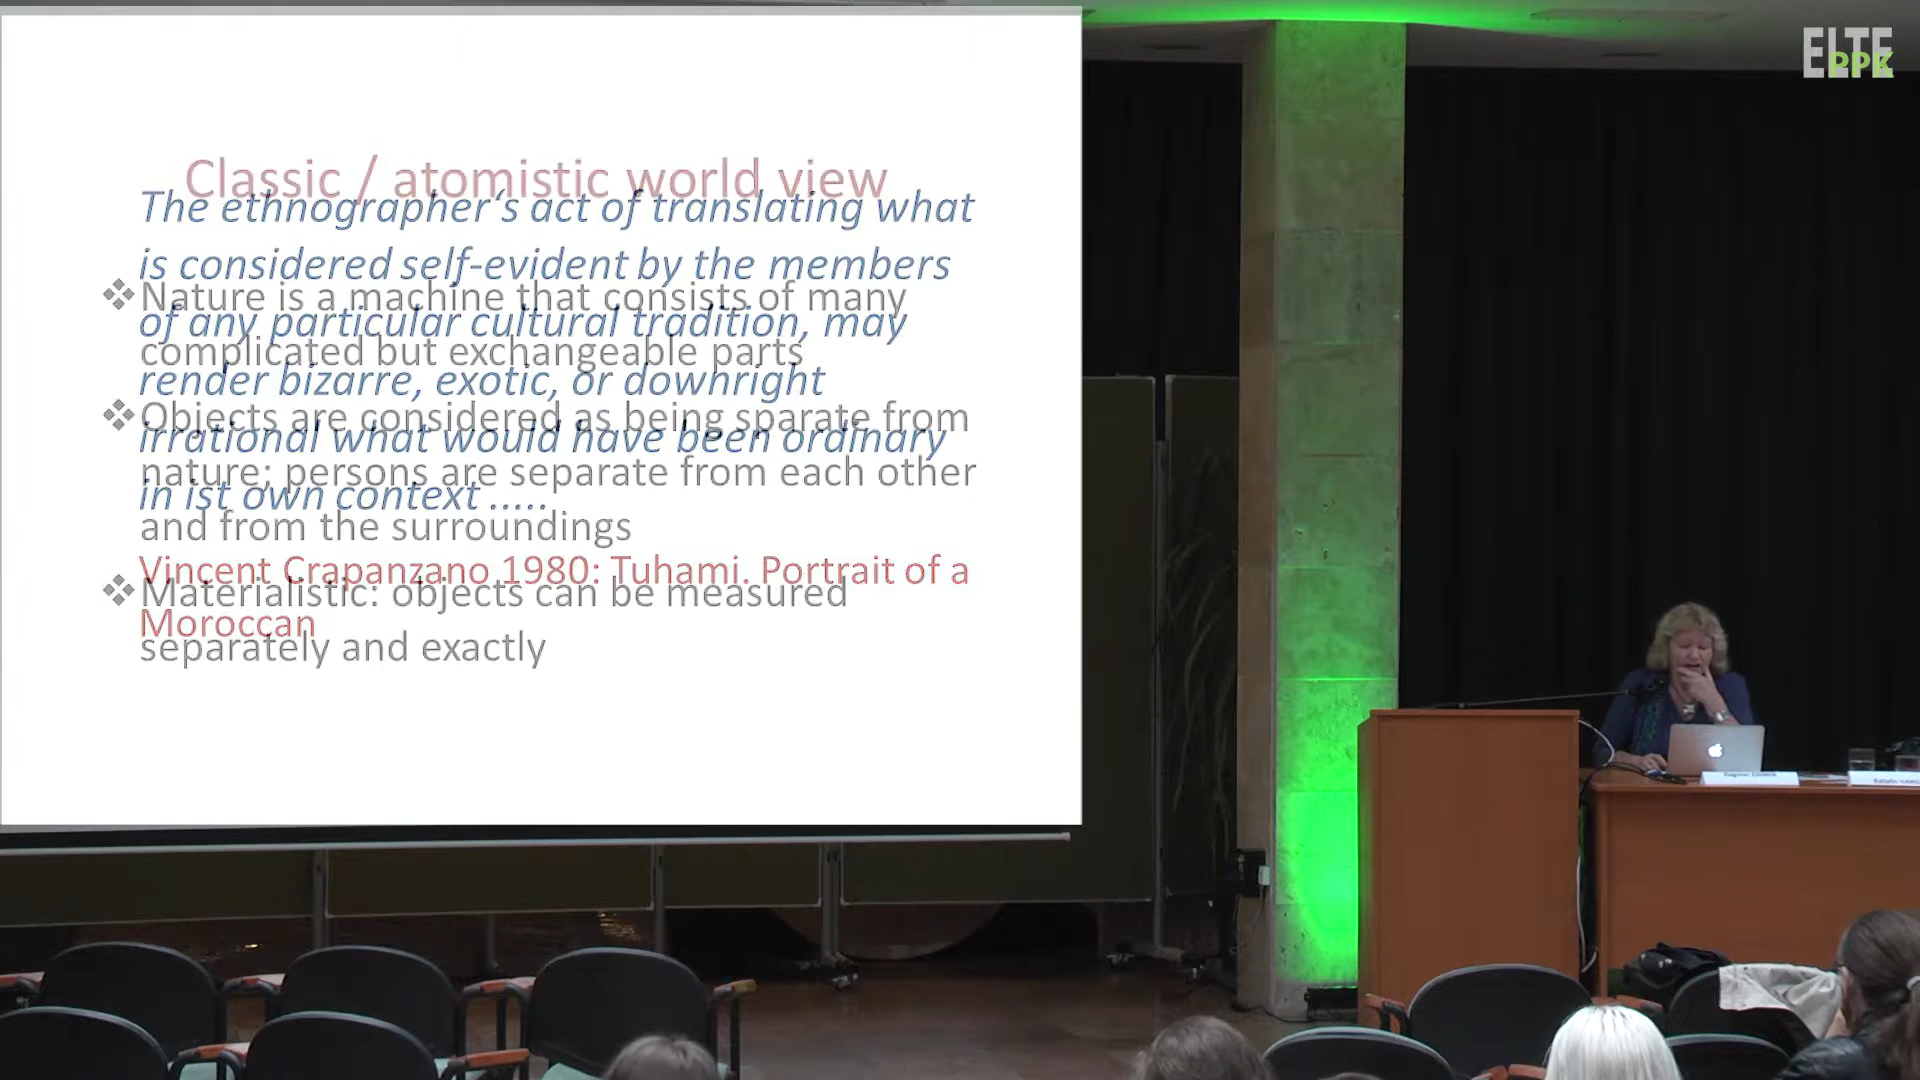 ELTE
PPK
Classic / atomistic world view
The ethnographer‘s act of translating what
is considered self-evident by the members
of any particular cultural tradition, may
render bizarre, exotic, or downright
irrational what would have been ordinary
in ist own context .....
Vincent Crapanzano 1980: Tuhami. Portrait of a
Moroccan
Nature is a machine that consists of many
complicated but exchangeable parts
Objects are considered as being sparate from
nature; persons are separate from each other
and from the surroundings
Materialistic: objects can be measured
separately and exactly